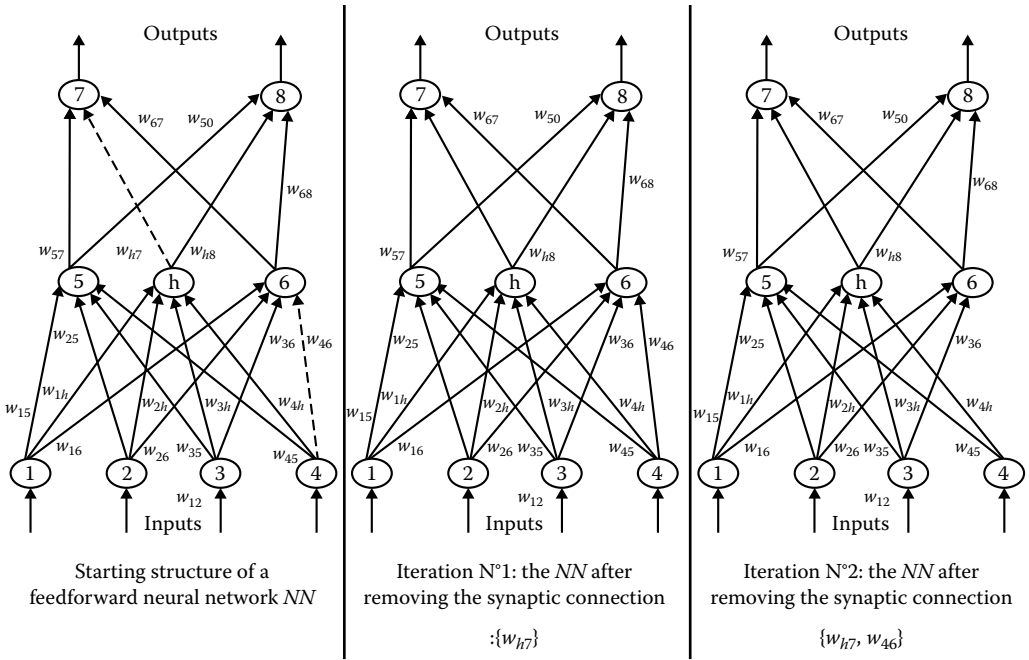 Outputs
7
8
w67
w50
w68
w57
wh7
wh8
5
h
6
w25
w36
w46
w1h
w2h
w3h
w4h
w15
w16
w26
w35
w45
1
2
3
4
w12
Inputs
Starting structure of a
feedforward neural network NN
Outputs
7
8
w67
w50
w68
w57
wh8
5
h
6
w25
w36
w46
w1h
w2h
w3h
w4h
w15
w16
w26
w35
w45
1
2
3
4
w12
Inputs
Iteration N°1: the NN after
removing the synaptic connection
:{wh7}
Outputs
7
8
w67
w50
w68
w57
wh8
5
h
6
w25
w36
w1h
w2h
w3h
w4h
w15
w16
w26
w35
w45
1
2
3
4
w12
Inputs
Iteration N°2: the NN after
removing the synaptic connection
{wh7, w46}